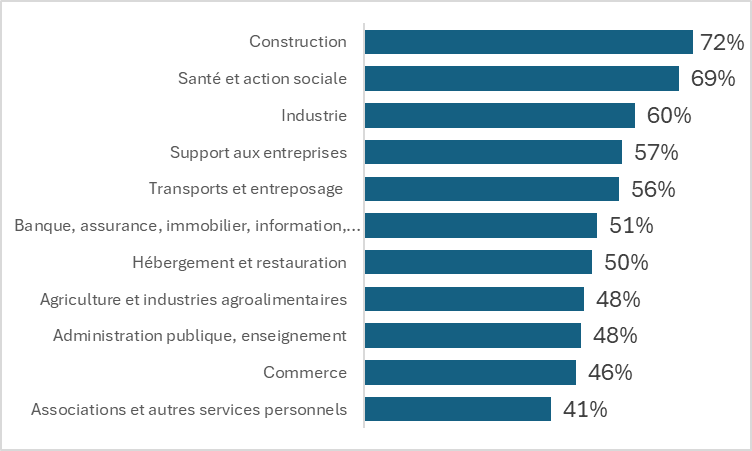 Construction 72%
Santé et action sociale 69%
Industrie 60%
Support aux entreprises 57%
Transports et entreposage 56%
Banque, assurance, immobilier, information,... 51%
Hébergement et restauration 50%
Agriculture et industries agroalimentaires 48%
Administration publique, enseignement 48%
Commerce 46%
Associations et autres services personnels 41%